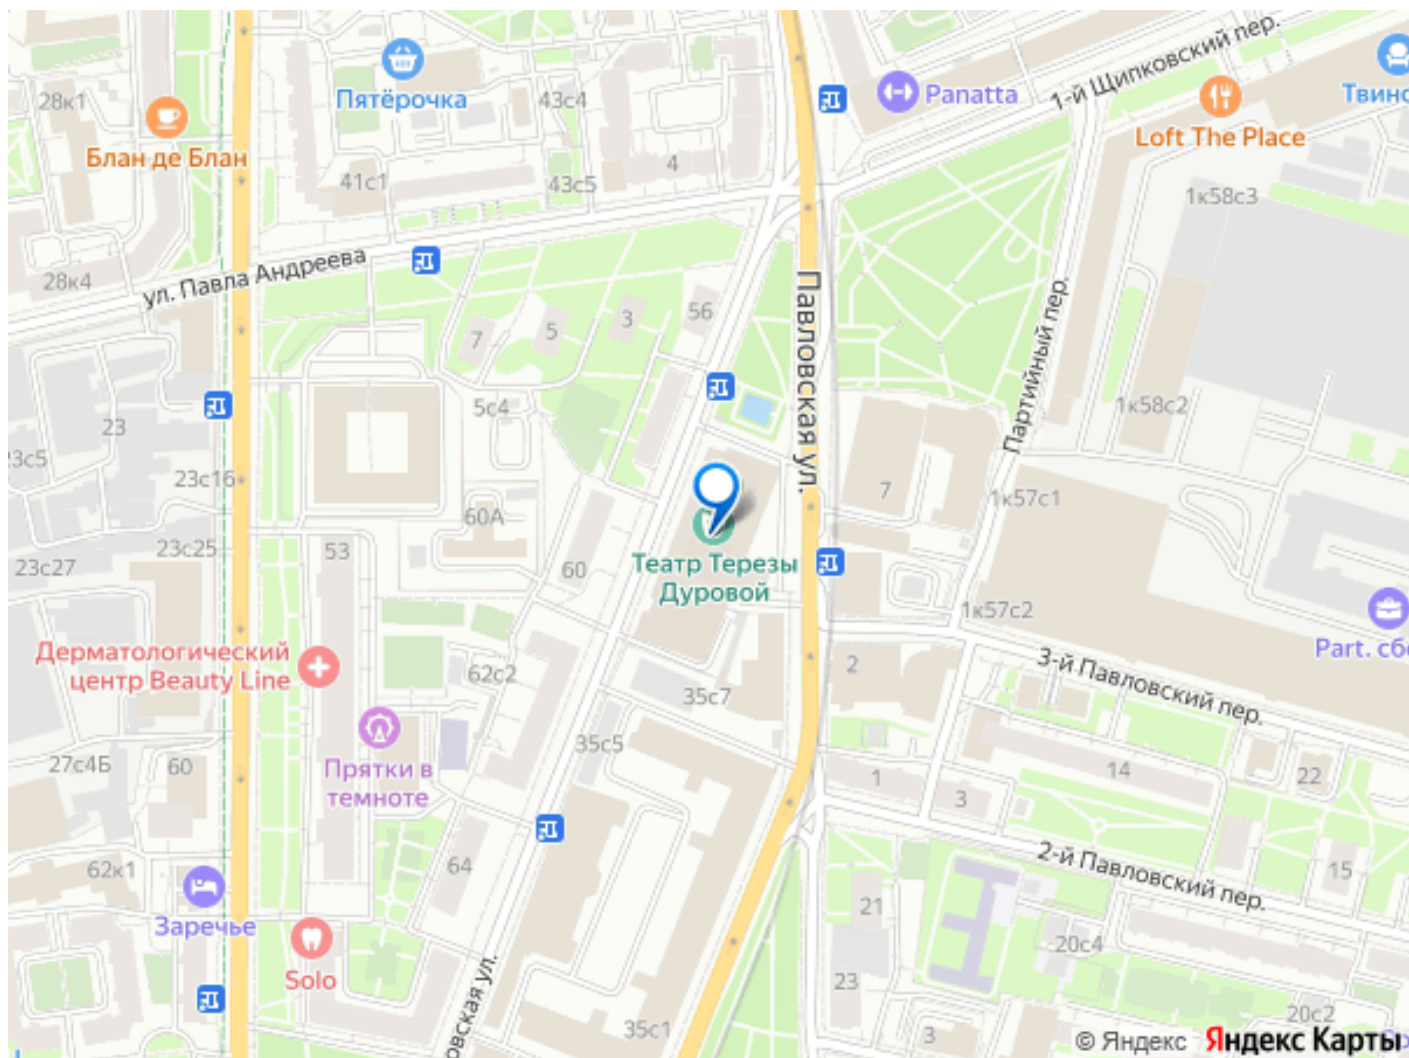 28к1
Пятёрочка
43с4
Panatta
1-й Щипковский пер.
Твинс
Блан де Блан
Loft The Place
41с1
43с5
4
1к58с3
28к4
ул. Павла Андреева
7
5
3
56
Павловская ул.
Партийный пер.
5с4
1к58с2
23
23с16
60А
7
1к57с1
23с25
53
60
Театр Терезы
Дуровой
23с27
1к57с2
Дерматологический
центр Beauty Line
62с2
35с7
2
3-й Павловский пер.
35с5
27с4Б
60
Прятки в
темноте
1
3
14
22
62к1
64
2-й Павловский пер.
15
Заречье
21
Solo
20с4
23
35с1
3
20с2
© Яндекс Яндекс Карты